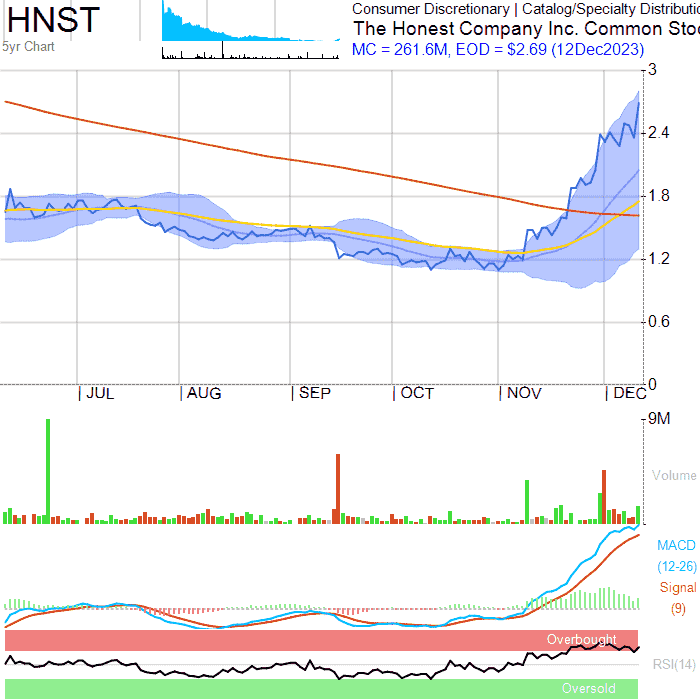 HNST
5yr Chart
Consumer Discretionary | Catalog/Specialty Distributio
The Honest Company Inc. Common Stoc
MC = 261.6M, EOD = $2.69 (12Dec2023)
3
2.4
1.8
1.2
0.6
0
| JUL | AUG | SEP | OCT | NOV | DEC
9M
Volume
MACD
(12-26)
Signal
(9)
Overbought
RSI(14)
Oversold